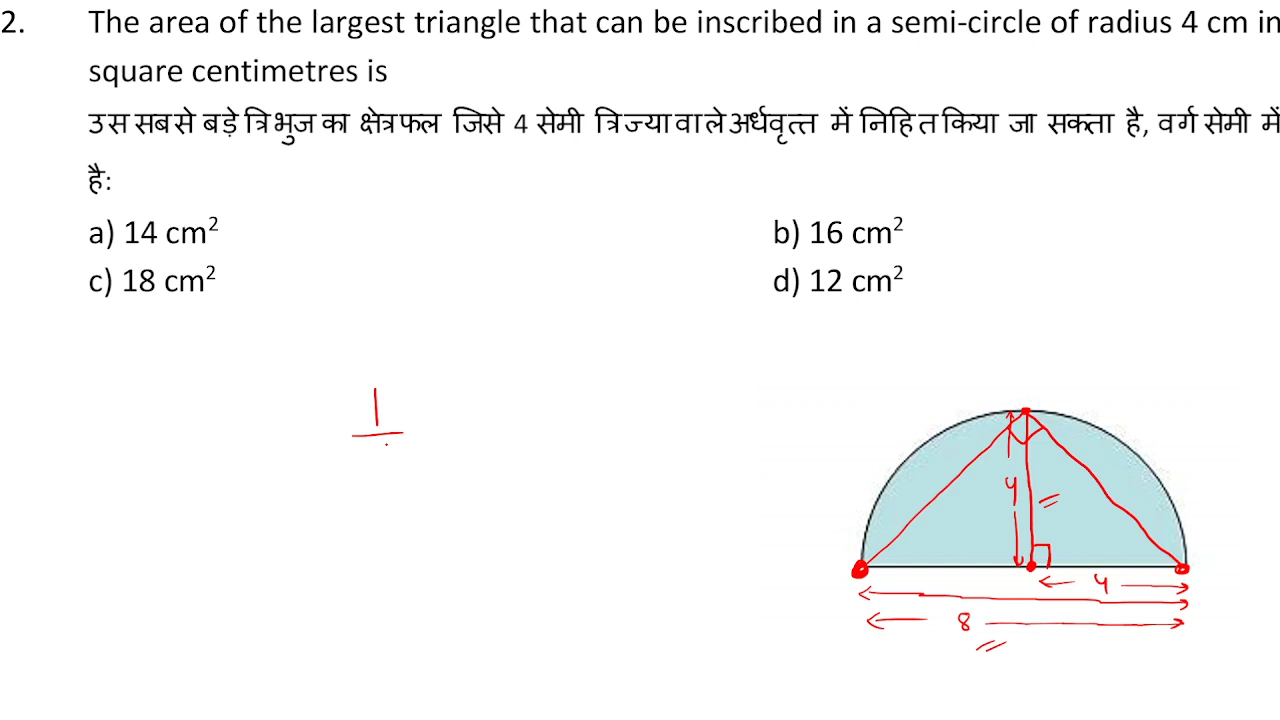 2. The area of the largest triangle that can be inscribed in a semi-circle of radius 4 cm in
square centimetres is
उस सबसे बड़े त्रिभुज का क्षेत्रफल जिसे 4 सेमी त्रिज्या वाले अर्धवृत्त में निहित किया जा सकता है, वर्ग सेमी में
है:
a) 14 cm² b) 16 cm²
c) 18 cm² d) 12 cm²
1
4
4
8